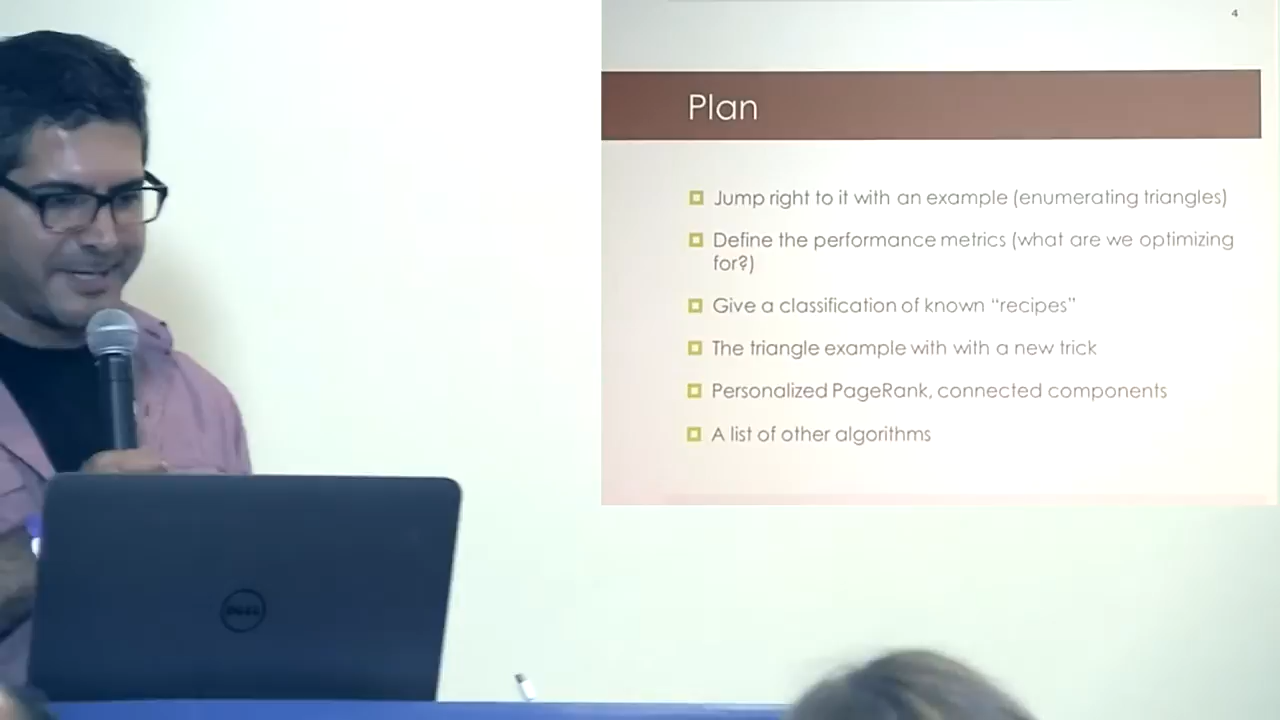 4
Plan
Jump right to it with an example (enumerating triangles)
Define the performance metrics (what are we optimizing
for?)
Give a classification of known “recipes”
The triangle example with with a new trick
Personalized PageRank, connected components
A list of other algorithms
DELL